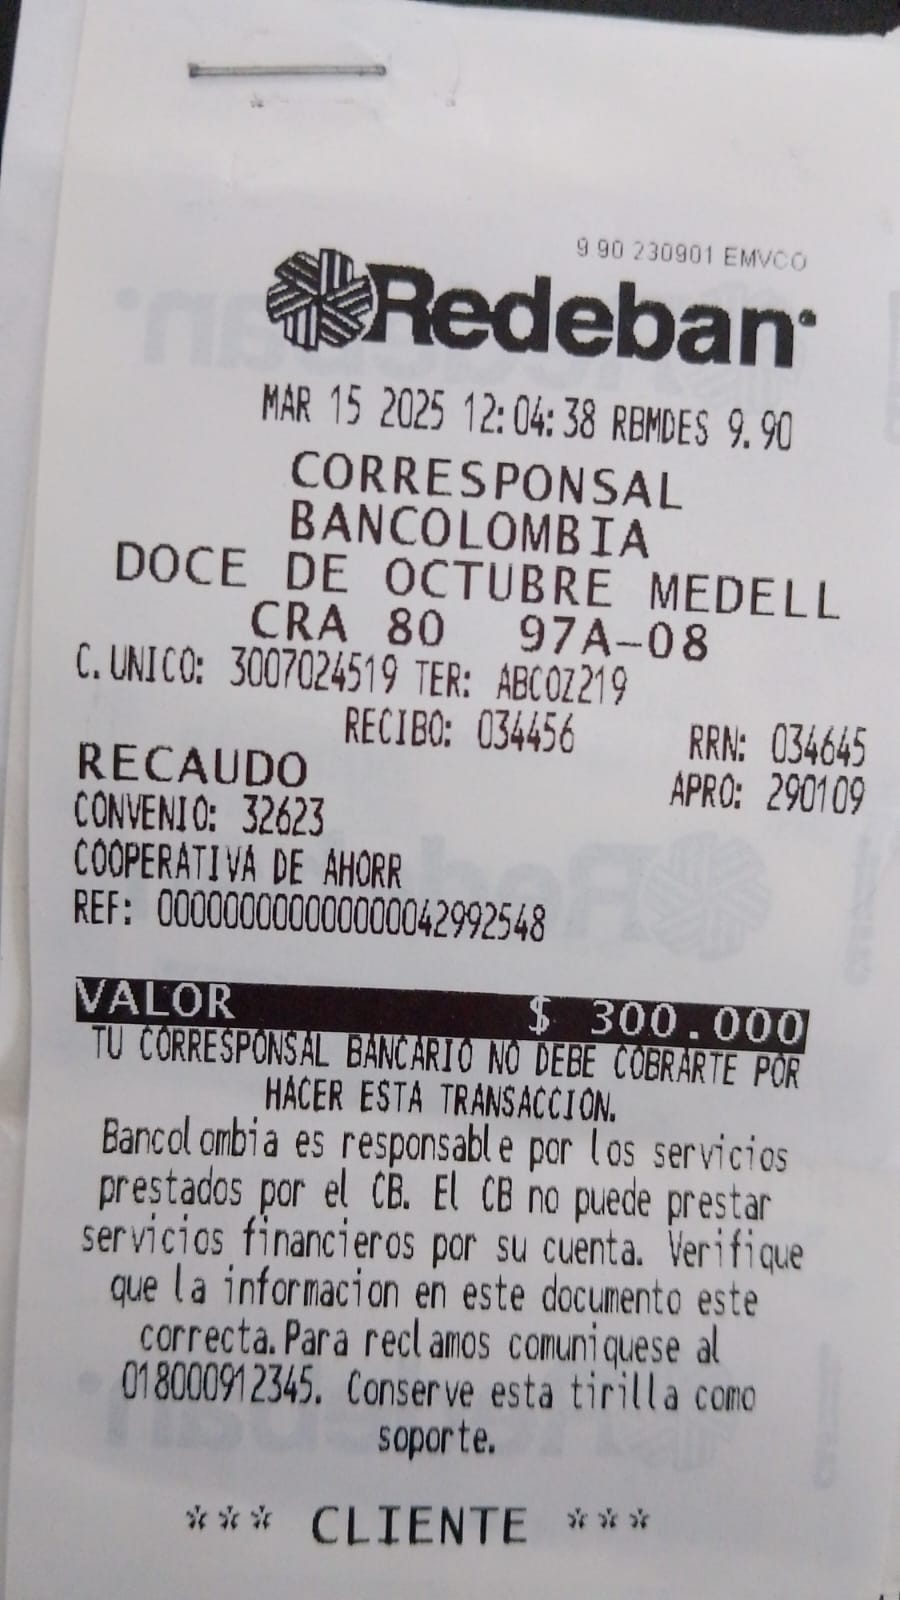 9.90 230901 EMVCO
Redeban
MAR 15 2025 12:04:38 RBMDES 9.90
CORRESPONSAL
BANCOLOMBIA
DOCE DE OCTUBRE MEDELL
CRA 80 97A-08
C.UNICO: 3007024519 TER: ABCOZ219
RECIBO: 034456 RRN: 034645
RECAUDO APRO: 290109
CONVENIO: 32623
COOPERATIVA DE AHORR
REF: 000000000000000042992548
VALOR $ 300.000
TU CORRESPONSAL BANCARIO NO DEBE COBRARTE POR
HACER ESTA TRANSACCION.
Bancolombia es responsable por los servicios
prestados por el CB. El CB no puede prestar
servicios financieros por su cuenta. Verifique
que la informacion en este documento este
correcta. Para reclamos comuniquese al
018000912345. Conserve esta tirilla como
soporte.
*** CLIENTE ***